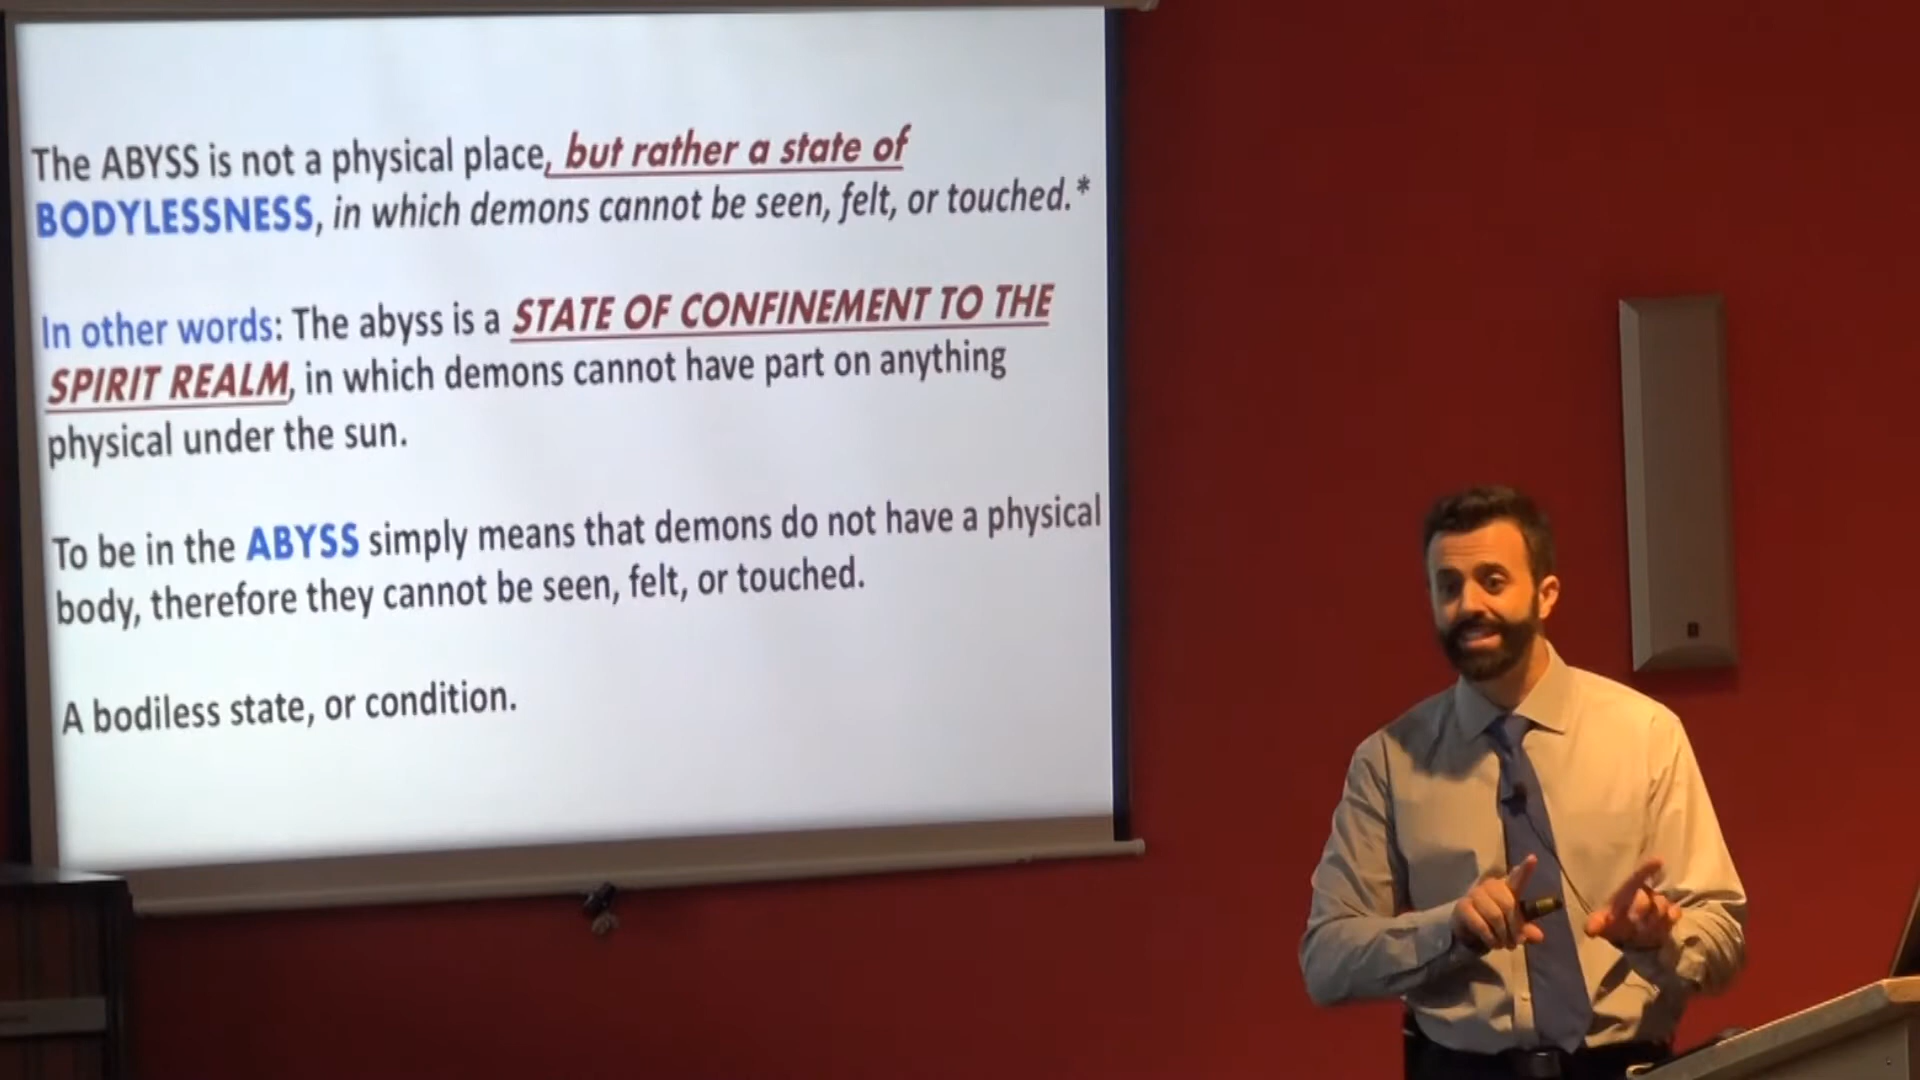 The ABYSS is not a physical place, but rather a state of
BODYLESSNESS, in which demons cannot be seen, felt, or touched.*
In other words: The abyss is a STATE OF CONFINEMENT TO THE
SPIRIT REALM, in which demons cannot have part on anything
physical under the sun.
To be in the ABYSS simply means that demons do not have a physical
body, therefore they cannot be seen, felt, or touched.
A bodiless state, or condition.